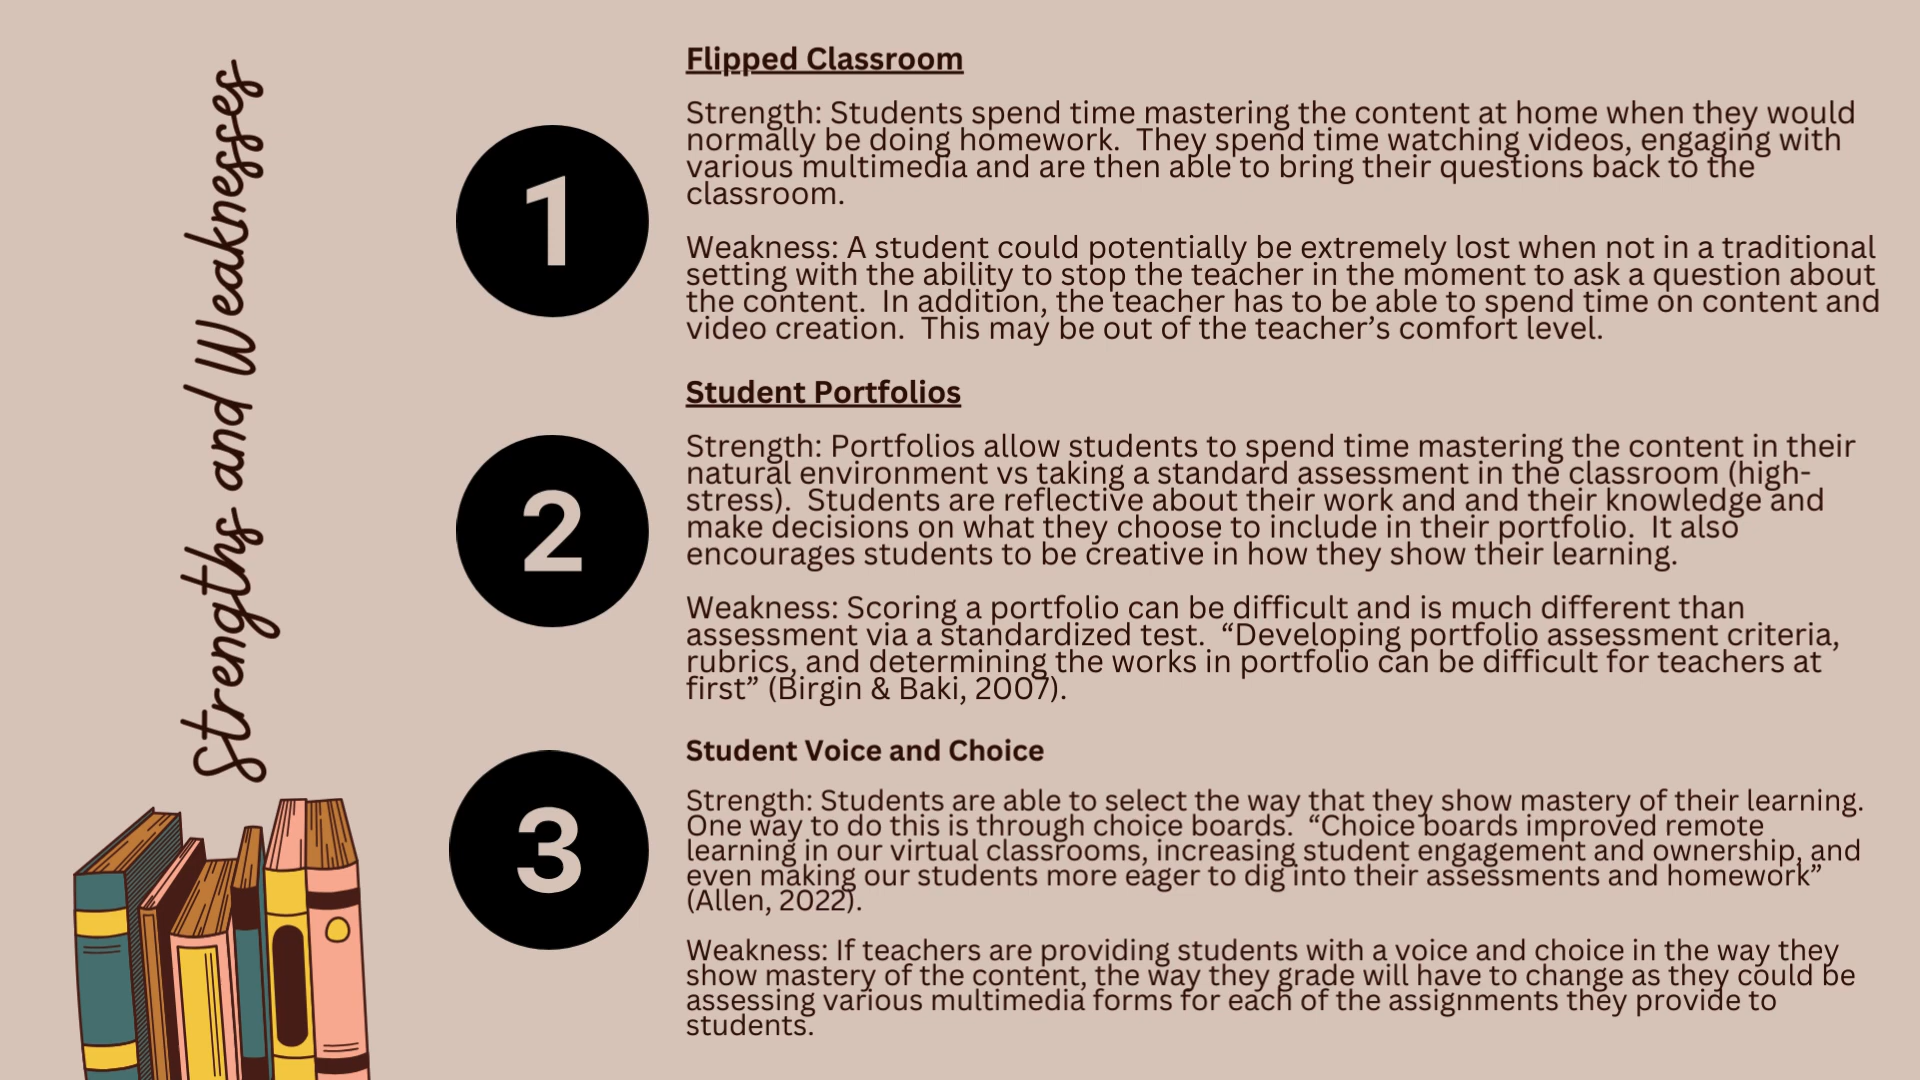 Strengths and Weaknesses
1
Flipped Classroom
Strength: Students spend time mastering the content at home when they would
normally be doing homework.  They spend time watching videos, engaging with
various multimedia and are then able to bring their questions back to the
classroom.
Weakness: A student could potentially be extremely lost when not in a traditional
setting with the ability to stop the teacher in the moment to ask a question about
the content.  In addition, the teacher has to be able to spend time on content and
video creation.  This may be out of the teacher’s comfort level.
2
Student Portfolios
Strength: Portfolios allow students to spend time mastering the content in their
natural environment vs taking a standard assessment in the classroom (high-
stress).  Students are reflective about their work and and their knowledge and
make decisions on what they choose to include in their portfolio.  It also
encourages students to be creative in how they show their learning.
Weakness: Scoring a portfolio can be difficult and is much different than
assessment via a standardized test.  “Developing portfolio assessment criteria,
rubrics, and determining the works in portfolio can be difficult for teachers at
first” (Birgin & Baki, 2007).
3
Student Voice and Choice
Strength: Students are able to select the way that they show mastery of their learning.
One way to do this is through choice boards.  “Choice boards improved remote
learning in our virtual classrooms, increasing student engagement and ownership, and
even making our students more eager to dig into their assessments and homework”
(Allen, 2022).
Weakness: If teachers are providing students with a voice and choice in the way they
show mastery of the content, the way they grade will have to change as they could be
assessing various multimedia forms for each of the assignments they provide to
students.